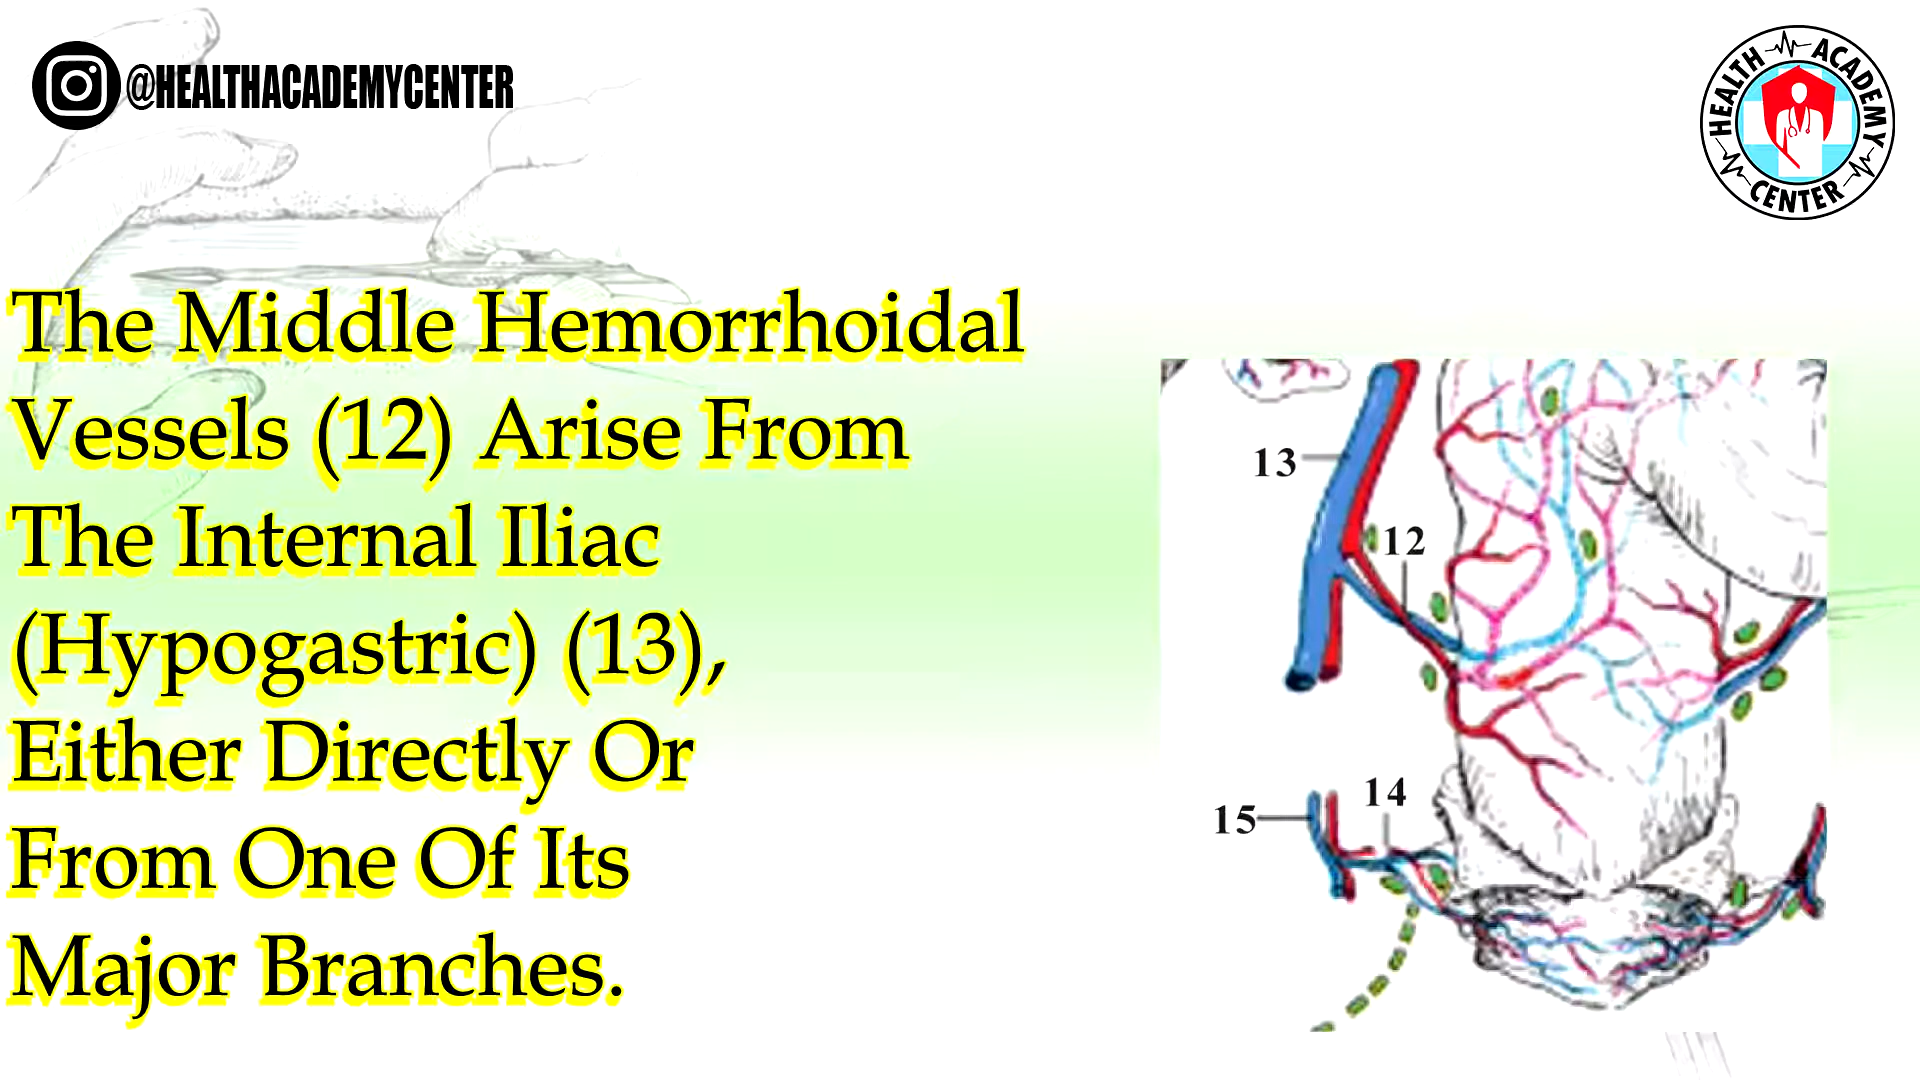 @HEALTHACADEMYCENTER
HEALTH ACADEMY
CENTER
The Middle Hemorrhoidal
Vessels (12) Arise From
The Internal Iliac
(Hypogastric) (13),
Either Directly Or
From One Of Its
Major Branches.
13
12
14
15